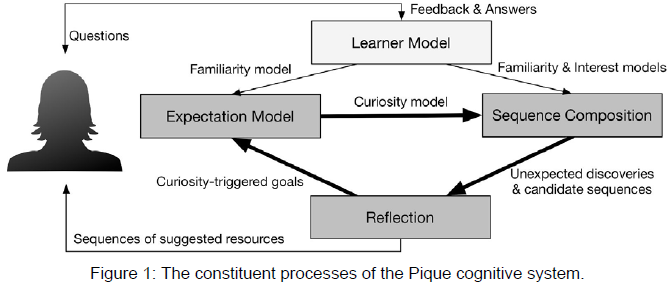 Feedback & Answers
Questions
Learner Model
Familiarity model
Familiarity & Interest models
Curiosity model
Expectation Model
Sequence Composition
Curiosity-triggered goals
Unexpected discoveries
& candidate sequences
Reflection
Sequences of suggested resources
Figure 1: The constituent processes of the Pique cognitive system.